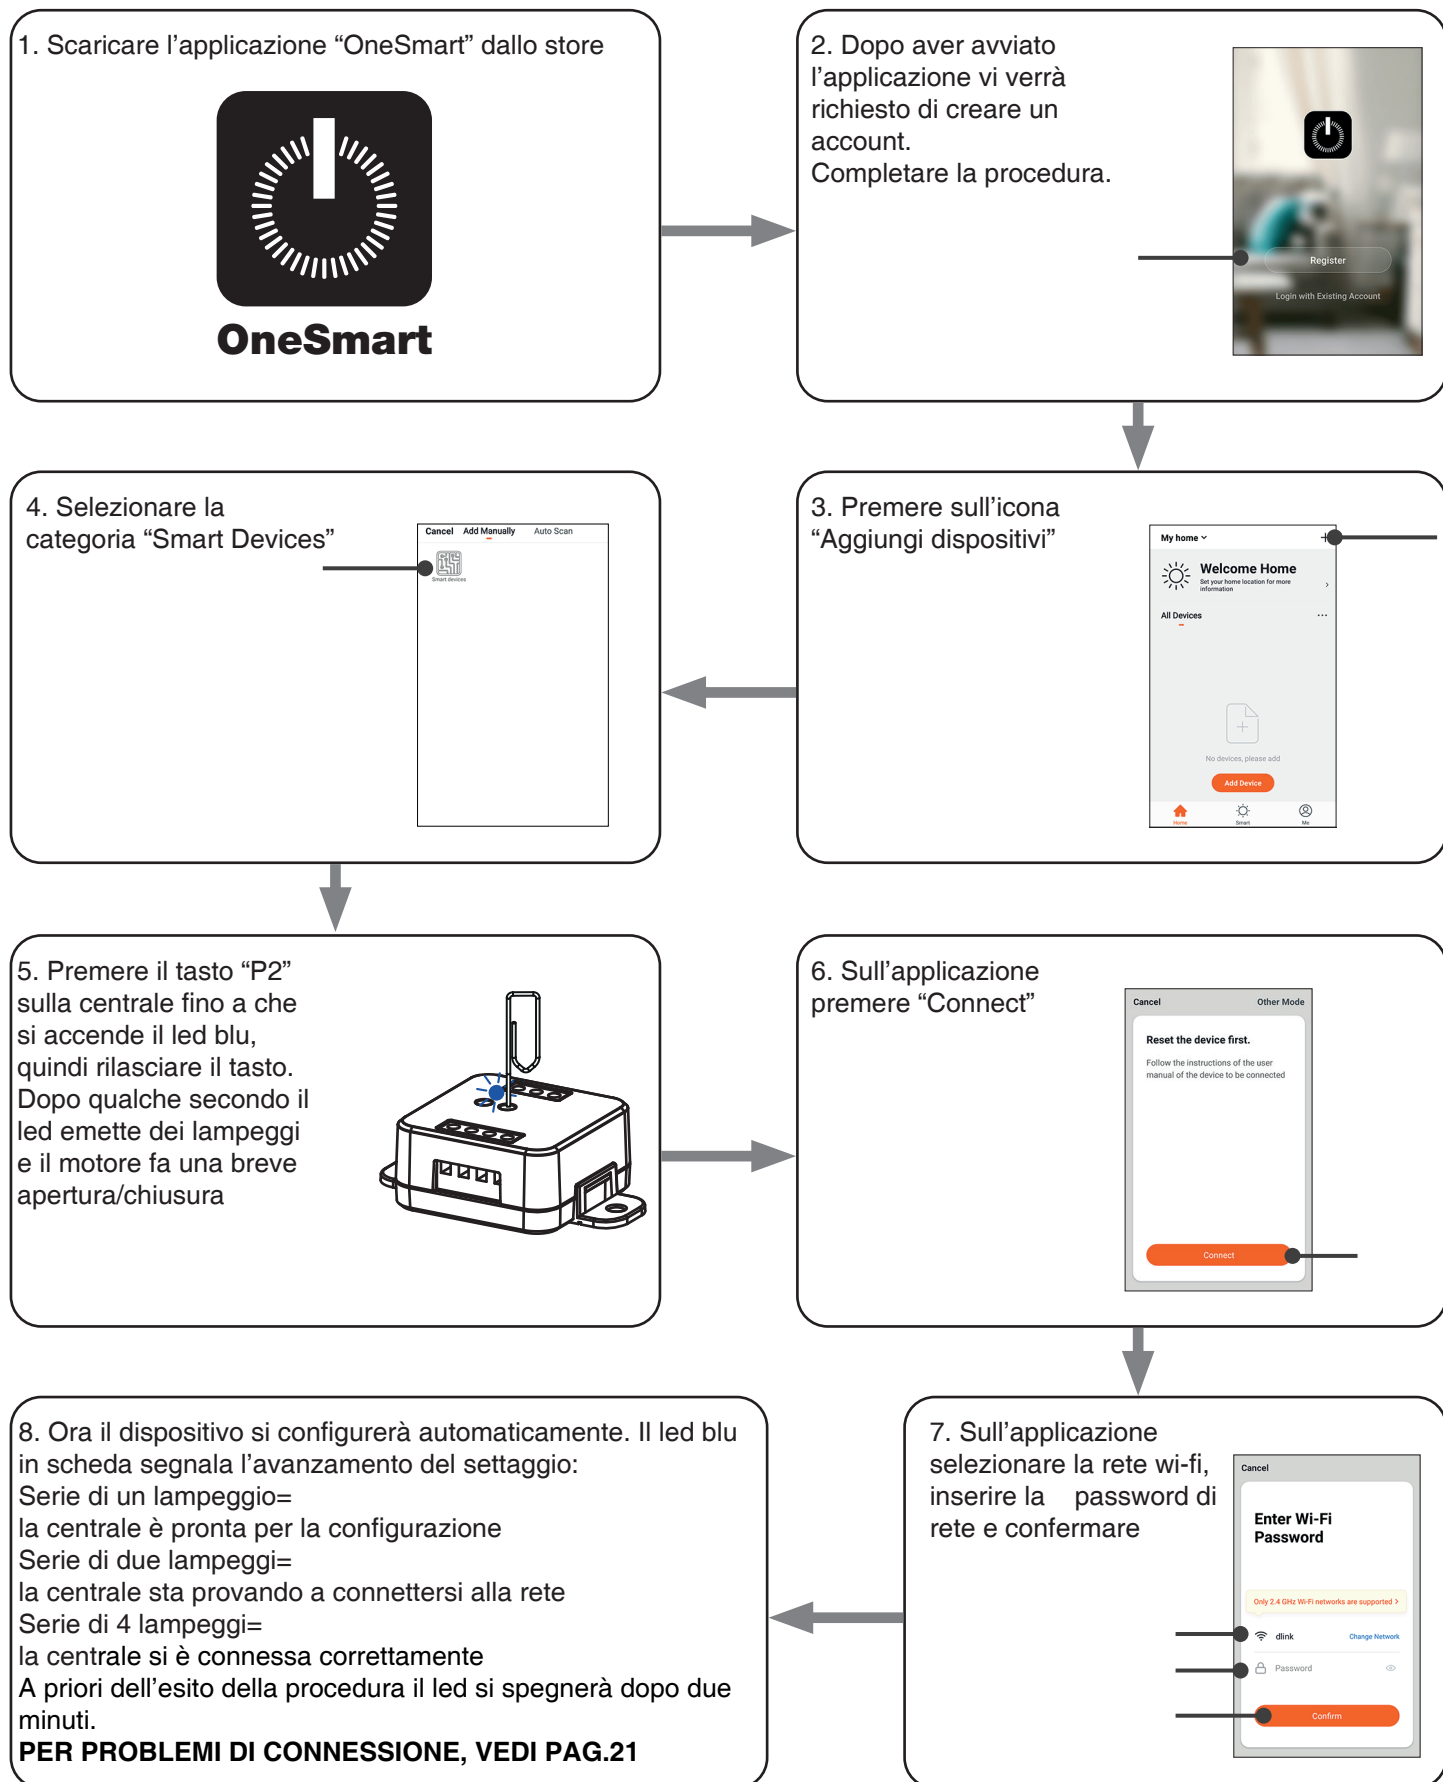 1. Scaricare l’applicazione “OneSmart” dallo store
OneSmart
2. Dopo aver avviato
l’applicazione vi verrà
richiesto di creare un
account.
Completare la procedura.
Register
Login with Existing Account
3. Premere sull’icona
“Aggiungi dispositivi”
My home
Welcome Home
Set your home location for more
information
All Devices
No devices, please add
Add Device
Home Smart Me
4. Selezionare la
categoria “Smart Devices”
Cancel Add Manually Auto Scan
Smart devices
5. Premere il tasto “P2”
sulla centrale fino a che
si accende il led blu,
quindi rilasciare il tasto.
Dopo qualche secondo il
led emette dei lampeggi
e il motore fa una breve
apertura/chiusura
6. Sull’applicazione
premere “Connect”
Cancel Other Mode
Reset the device first.
Follow the instructions of the user
manual of the device to be connected
Connect
7. Sull’applicazione
selezionare la rete wi-fi,
inserire la password di
rete e confermare
Cancel
Enter Wi-Fi
Password
Only 2.4 GHz Wi-Fi networks are supported >
dlink Change Network
Password
Confirm
8. Ora il dispositivo si configurerà automaticamente. Il led blu
in scheda segnala l’avanzamento del settaggio:
Serie di un lampeggio=
la centrale è pronta per la configurazione
Serie di due lampeggi=
la centrale sta provando a connettersi alla rete
Serie di 4 lampeggi=
la centrale si è connessa correttamente
A priori dell’esito della procedura il led si spegnerà dopo due
minuti.
PER PROBLEMI DI CONNESSIONE, VEDI PAG.21